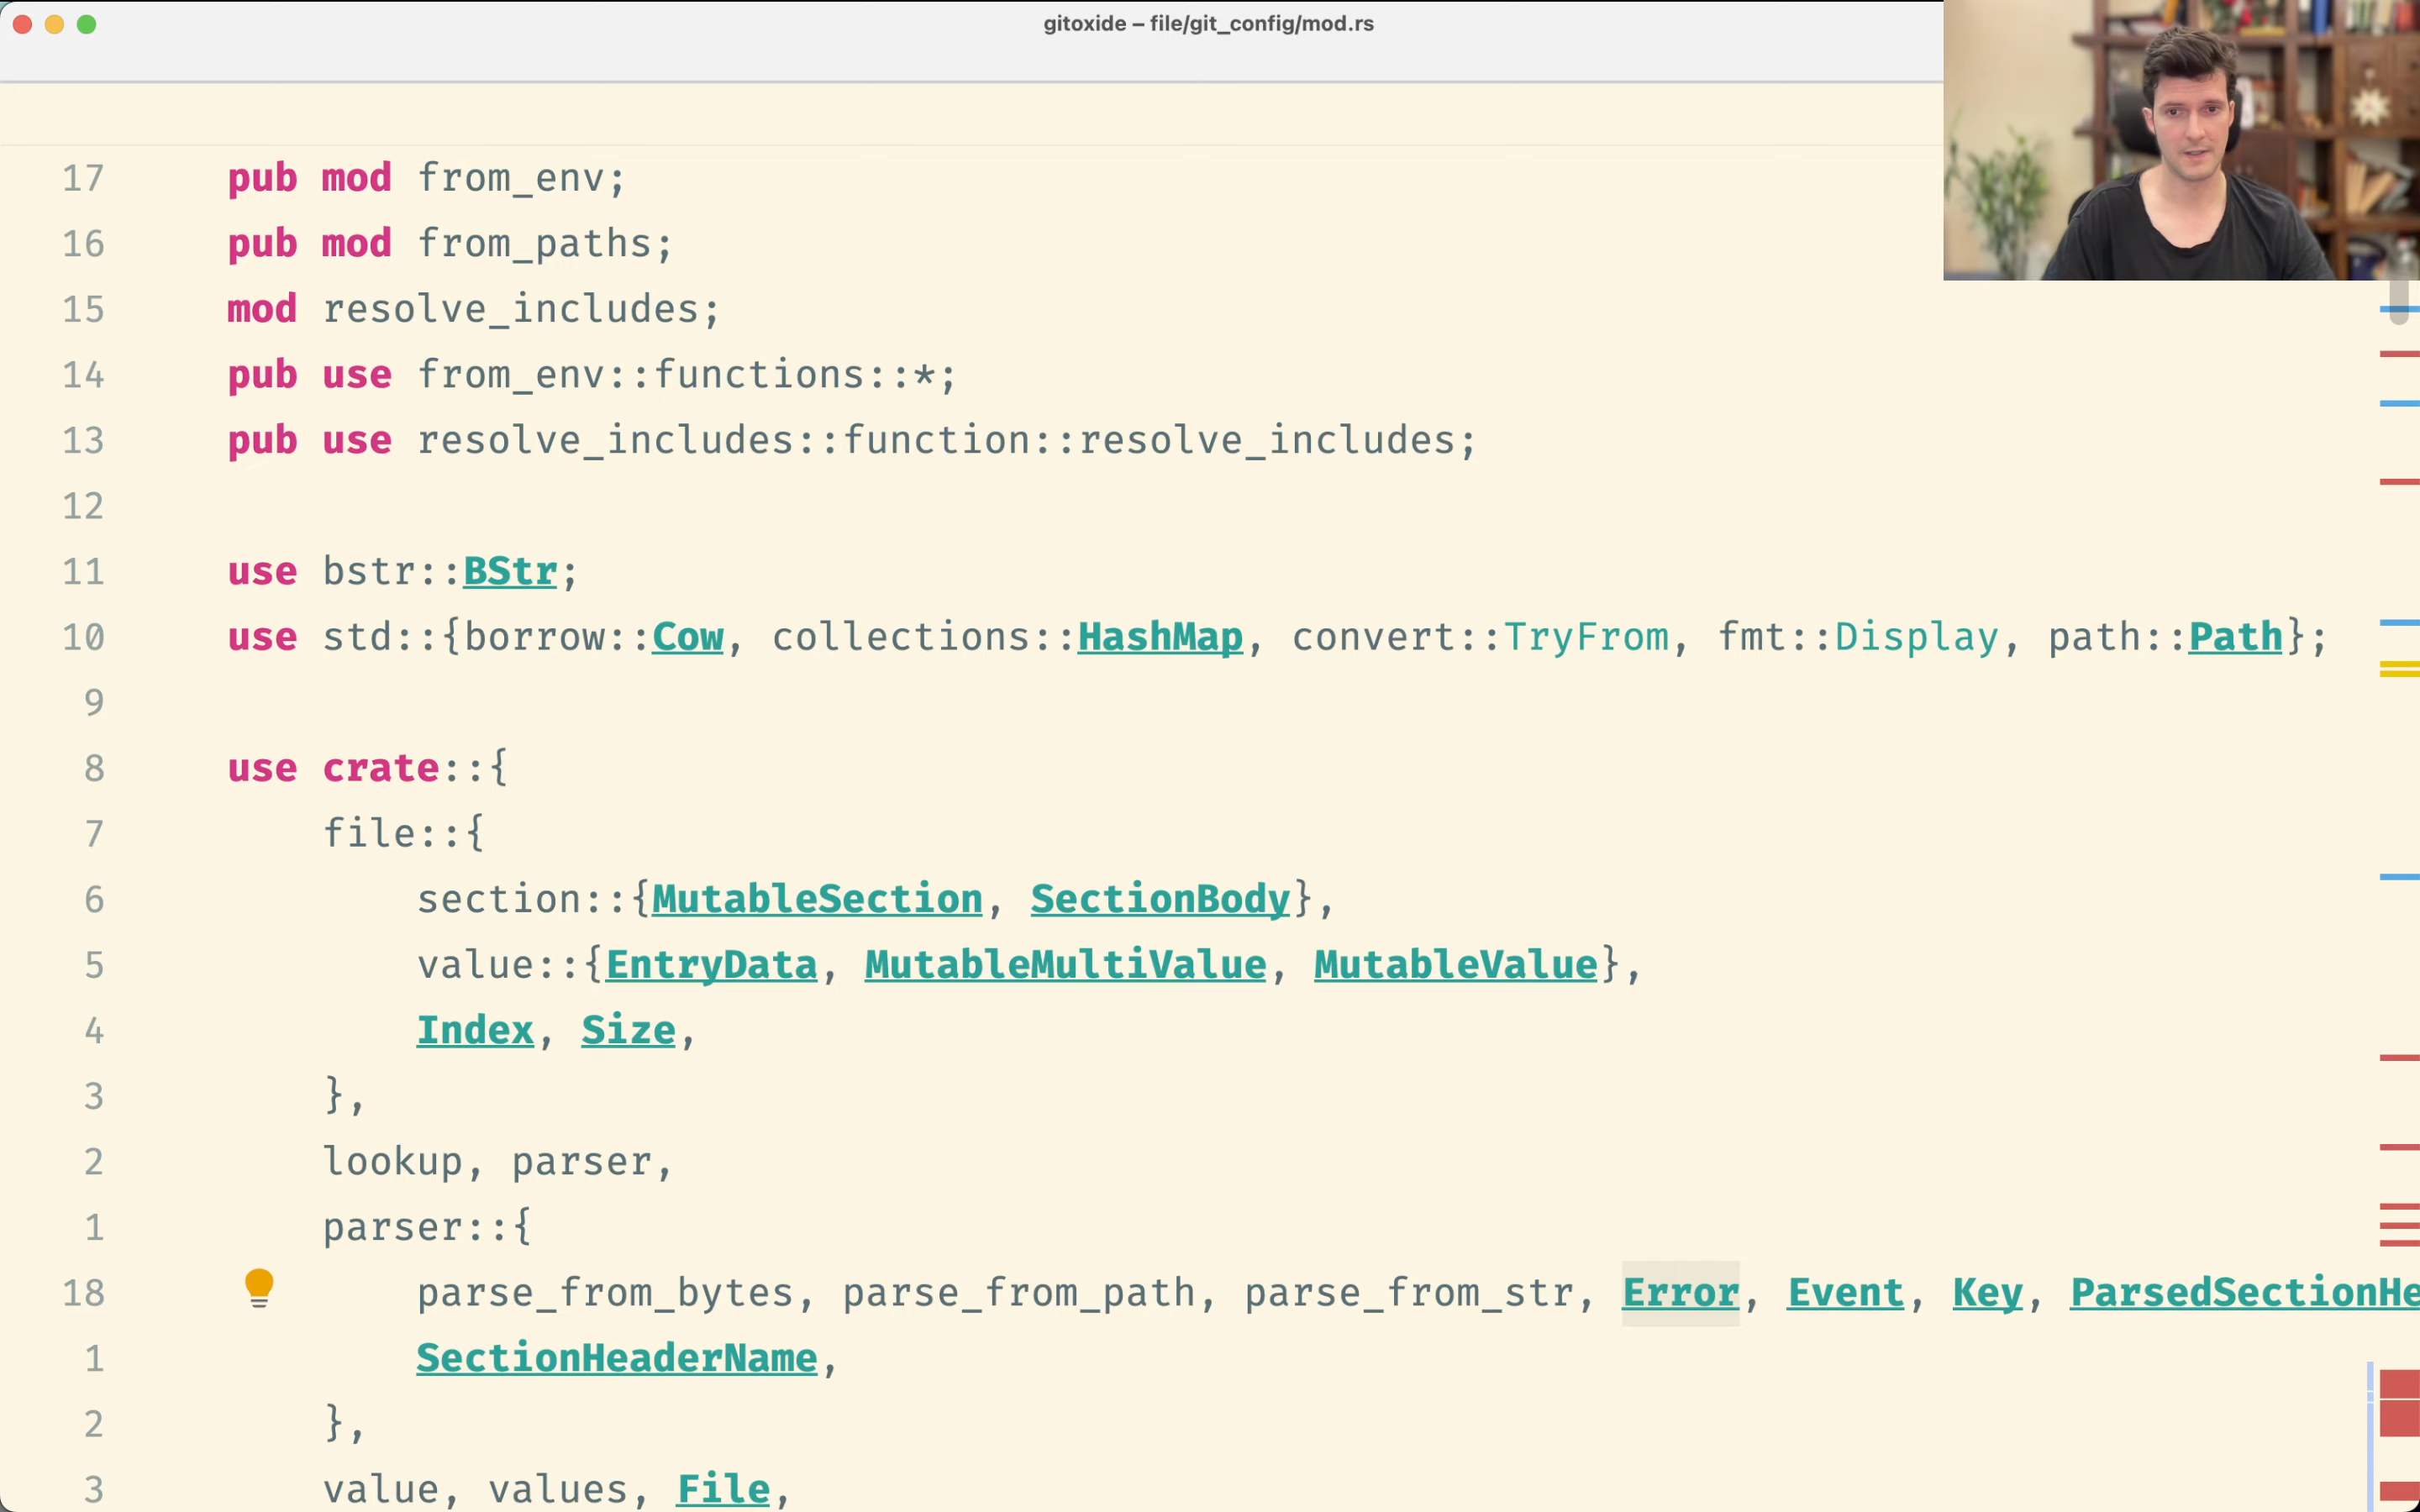 gitoxide – file/git_config/mod.rs
17 pub mod from_env;
16 pub mod from_paths;
15 mod resolve_includes;
14 pub use from_env::functions::*;
13 pub use resolve_includes::function::resolve_includes;
12
11 use bstr::BStr;
10 use std::{borrow::Cow, collections::HashMap, convert::TryFrom, fmt::Display, path::Path};
9
8 use crate::{
7 file::{
6 section::{MutableSection, SectionBody},
5 value::{EntryData, MutableMultiValue, MutableValue},
4 Index, Size,
3 },
2 lookup, parser,
1 parser::{
18 parse_from_bytes, parse_from_path, parse_from_str, Error, Event, Key, ParsedSectionHe
1 SectionHeaderName,
2 },
3 value, values, File,